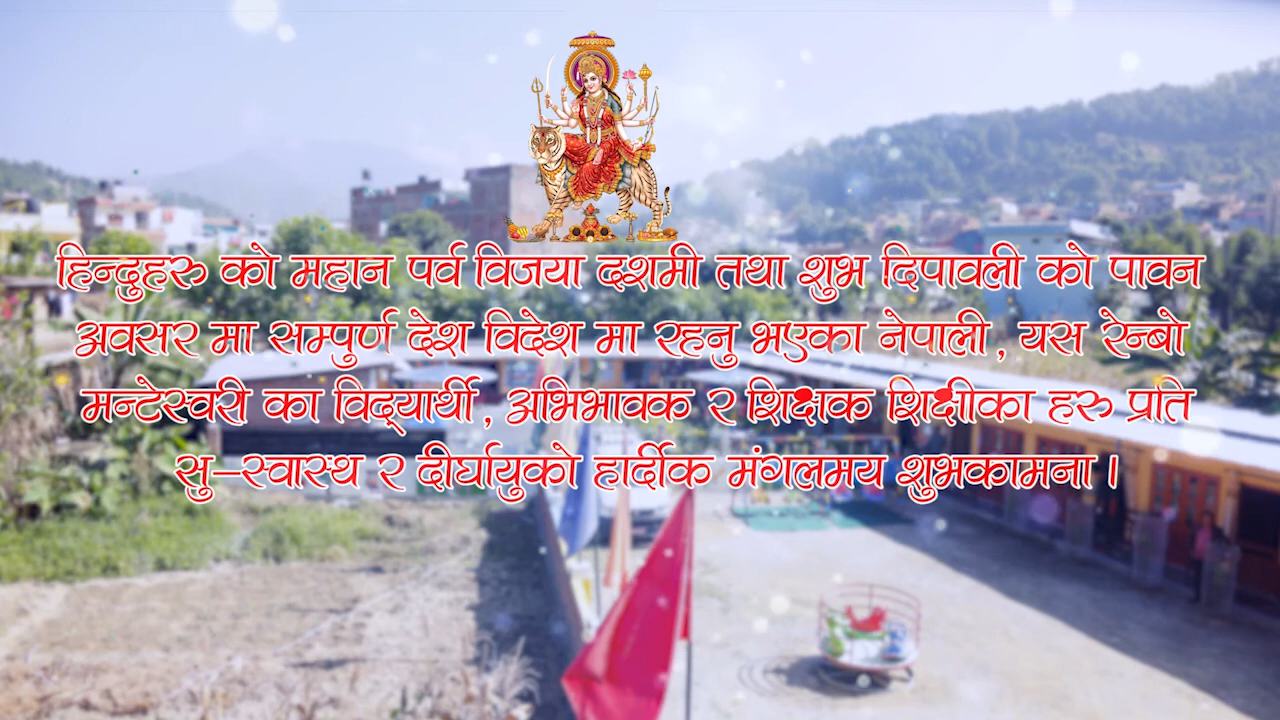 हिन्दुहरु को महान पर्व विजया दशमी तथा शुभ दिपावली को पावन
अवसर मा सम्पुर्ण देश विदेश मा रहनु भएका नेपाली, यस रेन्बो
मन्टेस्वरी का विद्यार्थी, अभिभावक र शिक्षक शिक्षीका हरु प्रति
सु-स्वास्थ र दीर्घायुको हार्दीक मंगलमय शुभकामना।